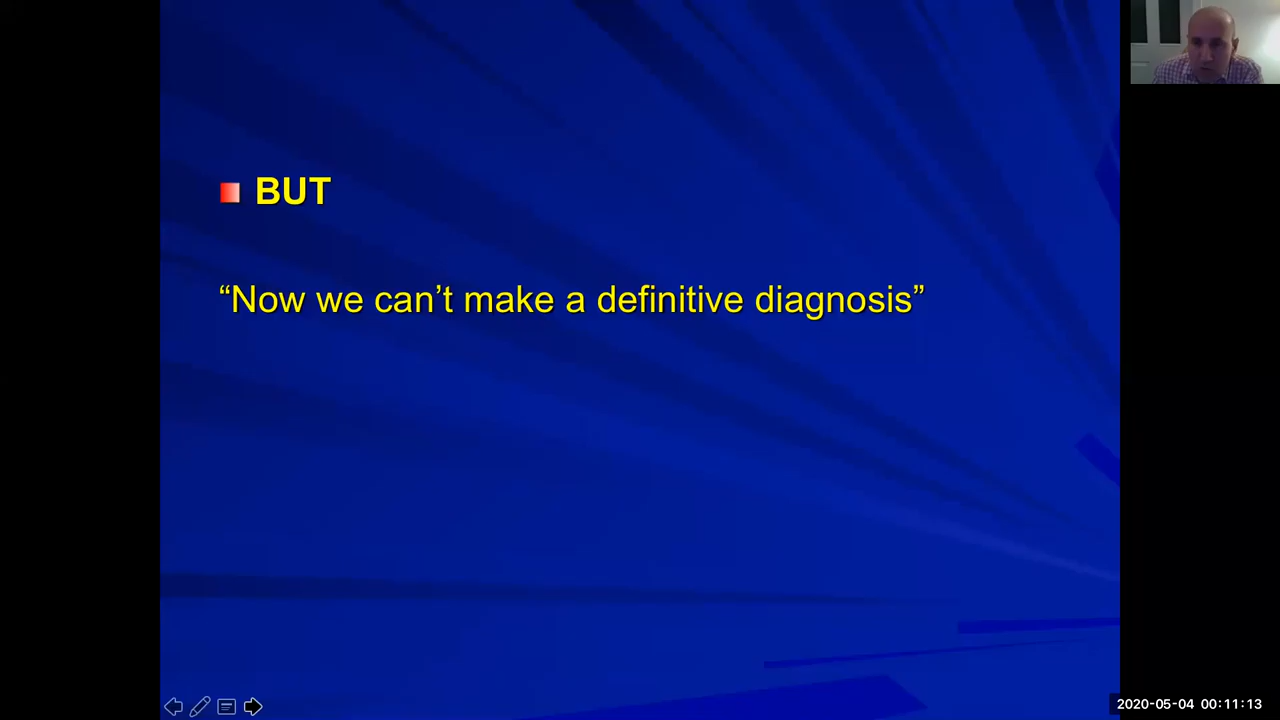 BUT
“Now we can’t make a definitive diagnosis”
2020-05-04 00:11:13